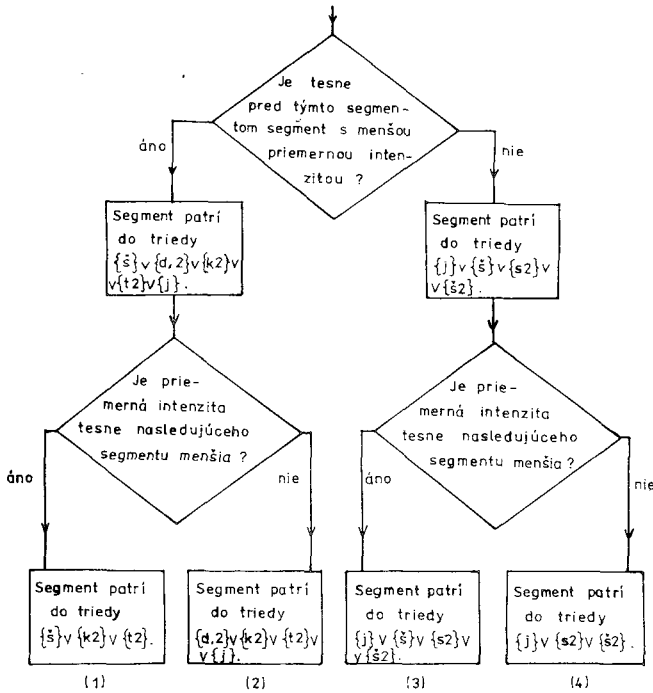 Je tesne
pred týmto segmen-
tom segment s menšou
priemernou inten-
zitou ?
áno
nie
Segment patrí
do triedy
{š} v {d,2} v {k2} v
v {t2} v {j}.
Segment patrí
do triedy
{j} v {š} v {s2} v
v {š2}.
Je prie-
merná intenzita
tesne nasledujúceho
segmentu menšia ?
áno
nie
Je prie-
merná intenzita
tesne nasledujúceho
segmentu menšia ?
áno
nie
Segment patrí
do triedy
{š} v {k2} v {t2}.
Segment patrí
do triedy
{d,2} v {k2} v {t2} v
v {j}.
Segment patrí
do triedy
{j} v {š} v {s2} v
v {š2}.
Segment patrí
do triedy
{j} v {s2} v {š2}.
(1)
(2)
(3)
(4)